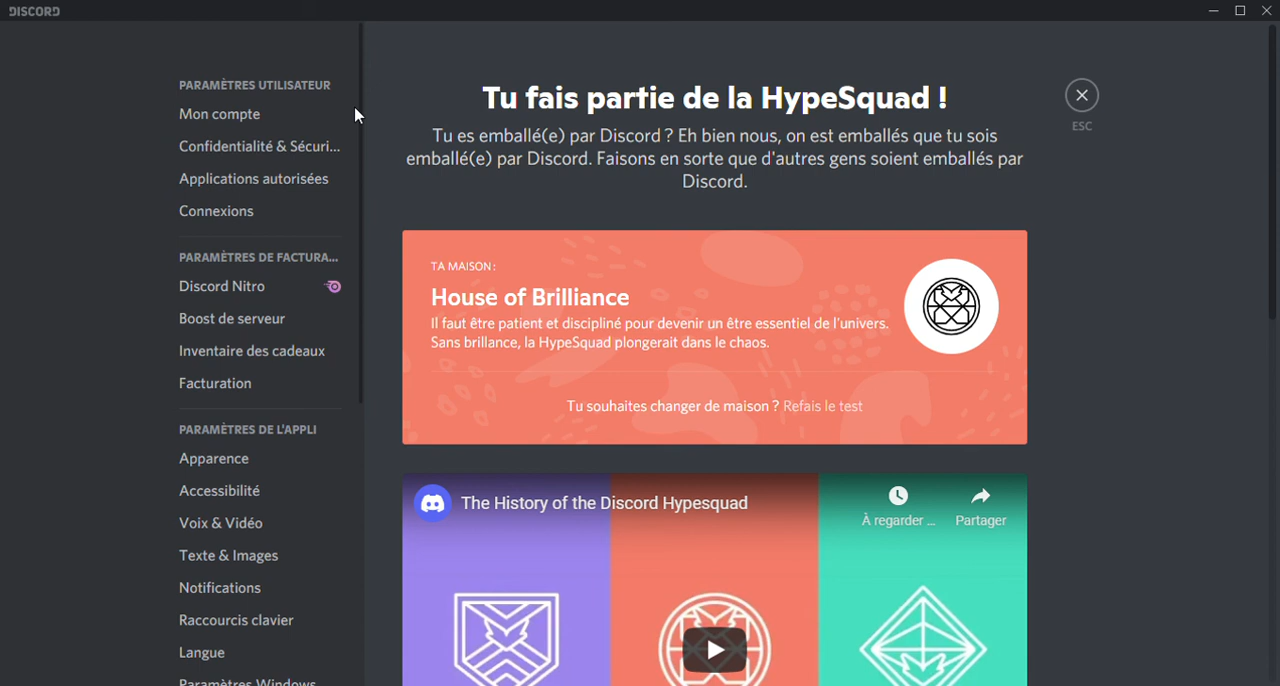 DISCORD
PARAMÈTRES UTILISATEUR
Mon compte
Confidentialité & Sécuri...
Applications autorisées
Connexions
PARAMÈTRES DE FACTURA...
Discord Nitro
Boost de serveur
Inventaire des cadeaux
Facturation
PARAMÈTRES DE L'APPLI
Apparence
Accessibilité
Voix & Vidéo
Texte & Images
Notifications
Raccourcis clavier
Langue
Paramètres Windows
Tu fais partie de la HypeSquad !
Tu es emballé(e) par Discord ? Eh bien nous, on est emballés que tu sois
emballé(e) par Discord. Faisons en sorte que d'autres gens soient emballés par
Discord.
ESC
TA MAISON :
House of Brilliance
Il faut être patient et discipliné pour devenir un être essentiel de l'univers.
Sans brillance, la HypeSquad plongerait dans le chaos.
Tu souhaites changer de maison ? Refais le test
The History of the Discord Hypesquad
À regarder ...
Partager